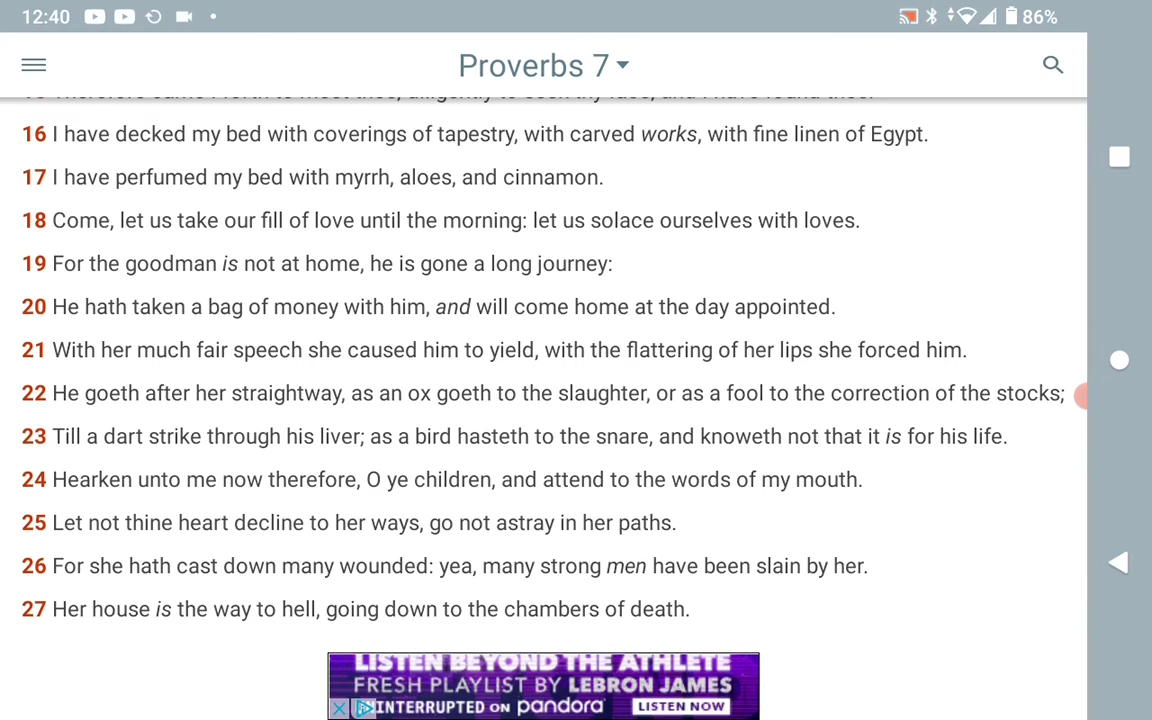 12:40
86%
Proverbs 7
16 I have decked my bed with coverings of tapestry, with carved works, with fine linen of Egypt.
17 I have perfumed my bed with myrrh, aloes, and cinnamon.
18 Come, let us take our fill of love until the morning: let us solace ourselves with loves.
19 For the goodman is not at home, he is gone a long journey:
20 He hath taken a bag of money with him, and will come home at the day appointed.
21 With her much fair speech she caused him to yield, with the flattering of her lips she forced him.
22 He goeth after her straightway, as an ox goeth to the slaughter, or as a fool to the correction of the stocks;
23 Till a dart strike through his liver; as a bird hasteth to the snare, and knoweth not that it is for his life.
24 Hearken unto me now therefore, O ye children, and attend to the words of my mouth.
25 Let not thine heart decline to her ways, go not astray in her paths.
26 For she hath cast down many wounded: yea, many strong men have been slain by her.
27 Her house is the way to hell, going down to the chambers of death.
LISTEN BEYOND THE ATHLETE
FRESH PLAYLIST BY LEBRON JAMES
INTERRUPTED ON pandora LISTEN NOW